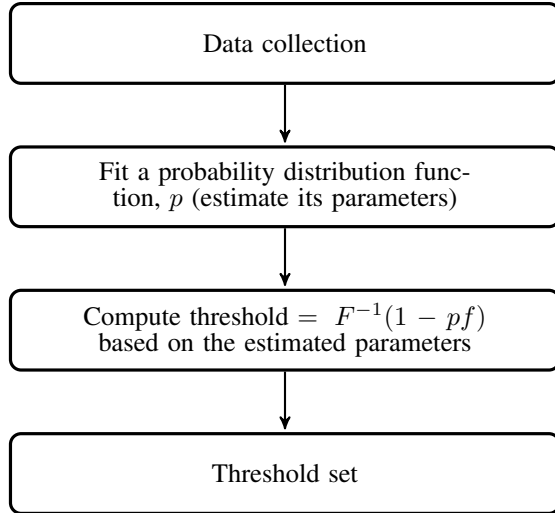 Data collection
Fit a probability distribution func-
tion, p (estimate its parameters)
Compute threshold = F⁻¹(1 − pf)
based on the estimated parameters
Threshold set